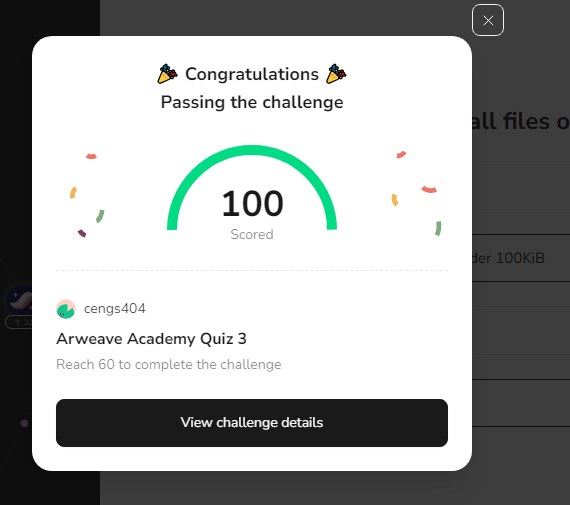 Congratulations
Passing the challenge
all files o
100
Scored
der 100KiB
cengs404
Arweave Academy Quiz 3
Reach 60 to complete the challenge
View challenge details